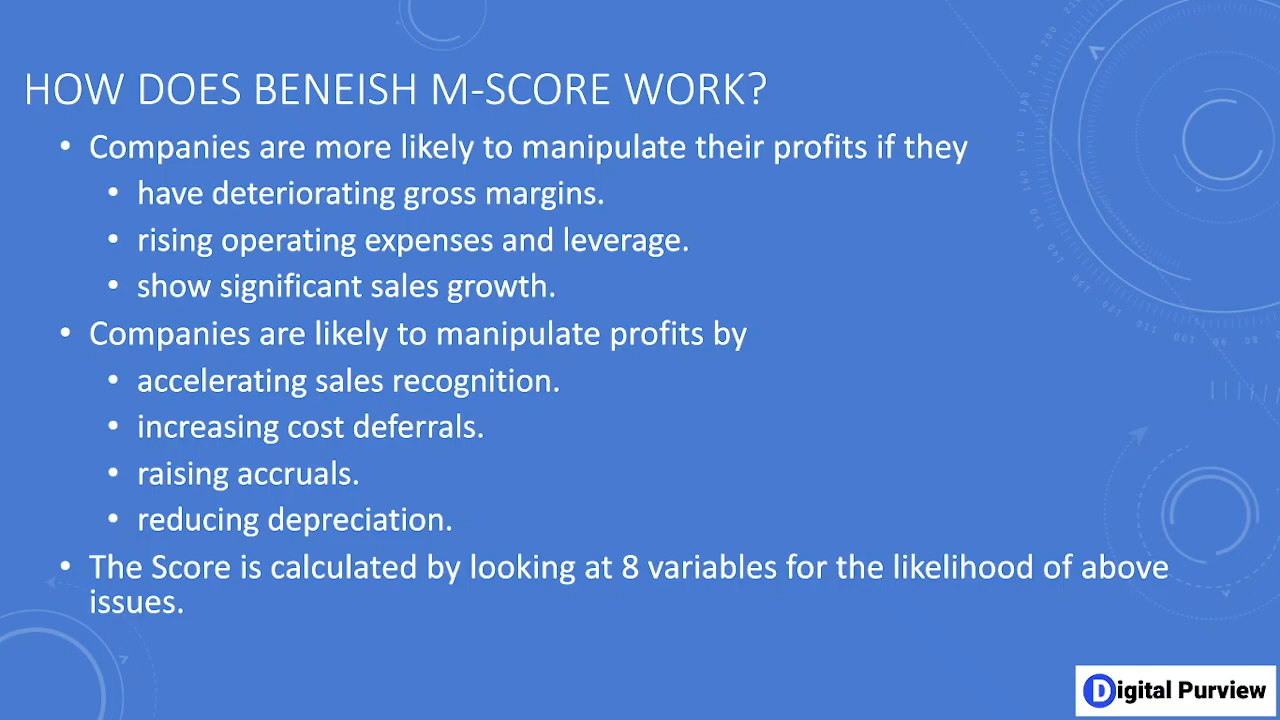 HOW DOES BENEISH M-SCORE WORK?
• Companies are more likely to manipulate their profits if they
• have deteriorating gross margins.
• rising operating expenses and leverage.
• show significant sales growth.
• Companies are likely to manipulate profits by
• accelerating sales recognition.
• increasing cost deferrals.
• raising accruals.
• reducing depreciation.
• The Score is calculated by looking at 8 variables for the likelihood of above
issues.
Digital Purview